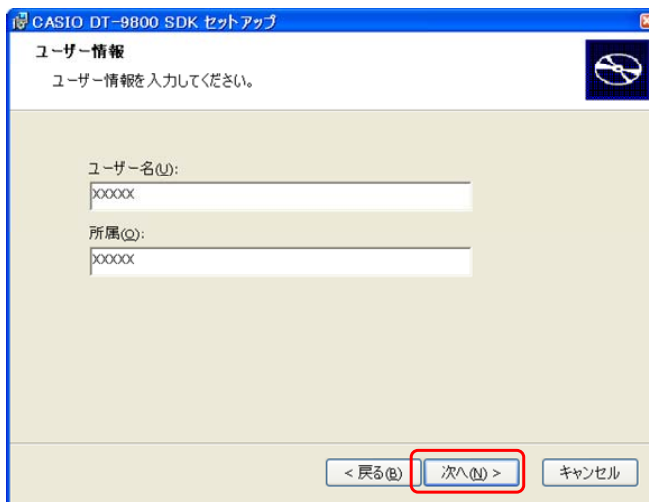 CASIO DT-9800 SDK セットアップ
ユーザー情報
ユーザー情報を入力してください。
ユーザー名(U):
XXXXX
所属(O):
XXXXX
< 戻る(B) 次へ(N) > キャンセル